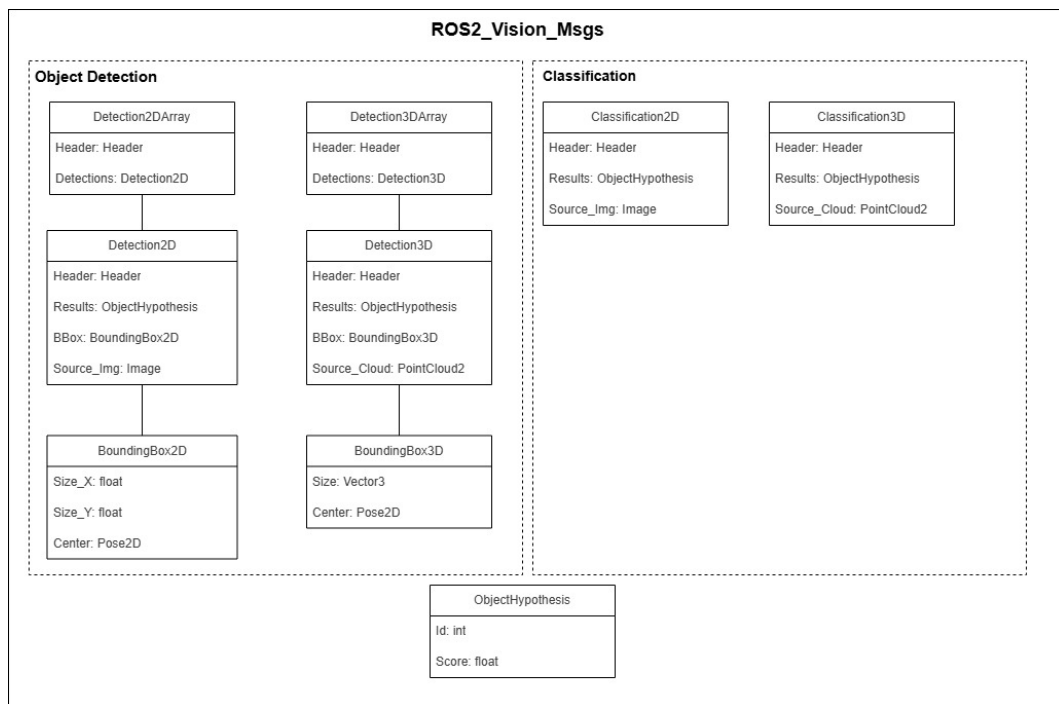 ROS2_Vision_Msgs
Object Detection
Detection2DArray
Header: Header
Detections: Detection2D
Detection3DArray
Header: Header
Detections: Detection3D
Detection2D
Header: Header
Results: ObjectHypothesis
BBox: BoundingBox2D
Source_Img: Image
Detection3D
Header: Header
Results: ObjectHypothesis
BBox: BoundingBox3D
Source_Cloud: PointCloud2
BoundingBox2D
Size_X: float
Size_Y: float
Center: Pose2D
BoundingBox3D
Size: Vector3
Center: Pose2D
Classification
Classification2D
Header: Header
Results: ObjectHypothesis
Source_Img: Image
Classification3D
Header: Header
Results: ObjectHypothesis
Source_Cloud: PointCloud2
ObjectHypothesis
Id: int
Score: float